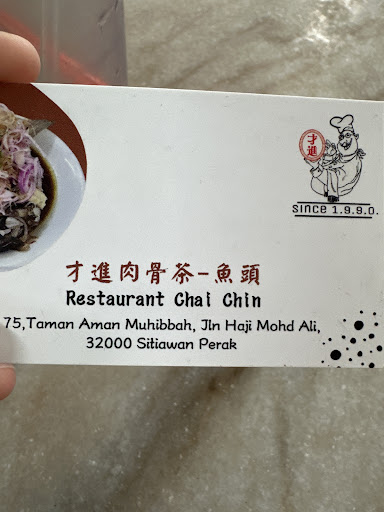 才進
since 1.9.9.0.
才進肉骨茶-魚頭
Restaurant Chai Chin
75,Taman Aman Muhibbah, Jln Haji Mohd Ali,
32000 Sitiawan Perak